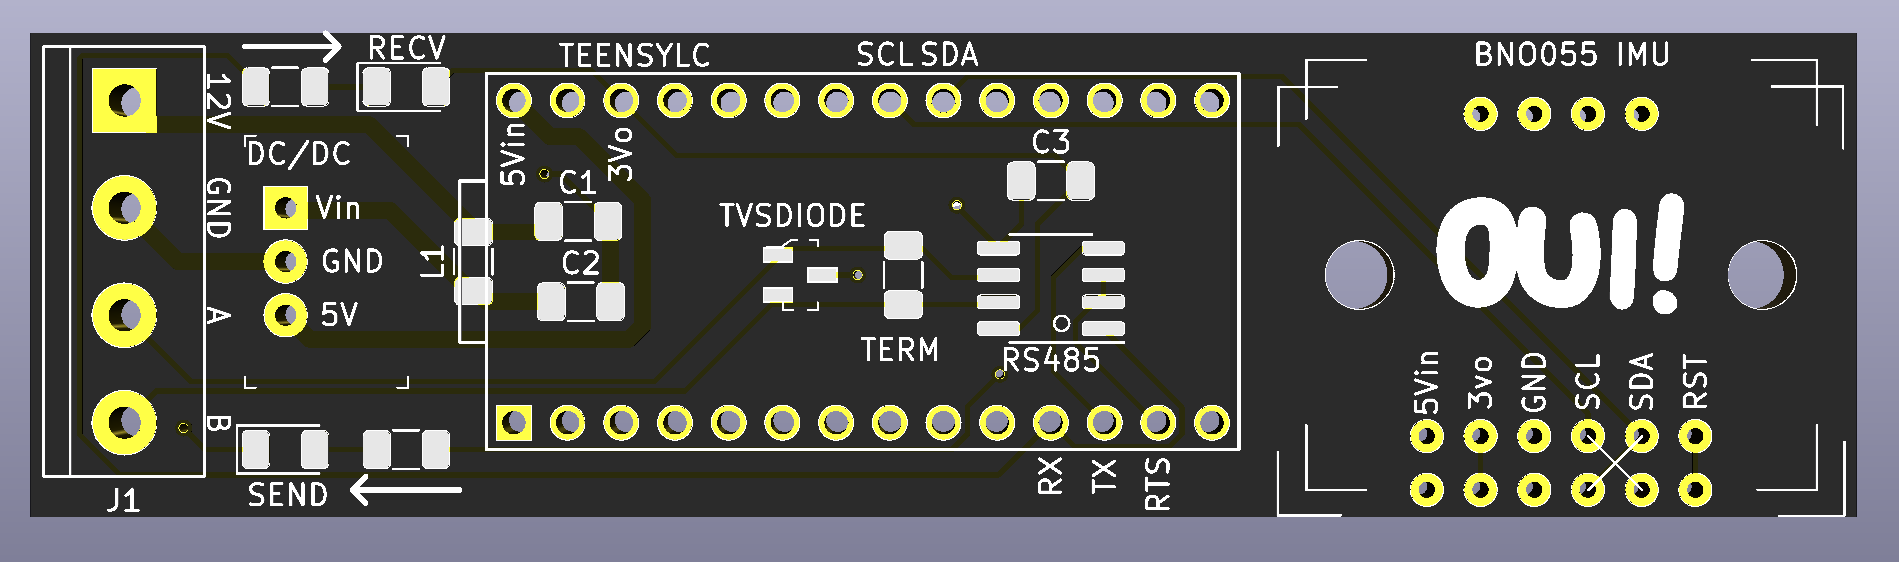 RECV
TEENSYLC
SCL SDA
BNO055 IMU
12V
GND
A
B
J1
DC/DC
Vin
GND
5V
SEND
L1
5Vin
3Vo
C1
C2
TVSDIODE
TERM
C3
RS485
RX
TX
RTS
OUI!
5Vin
3vo
GND
SCL
SDA
RST